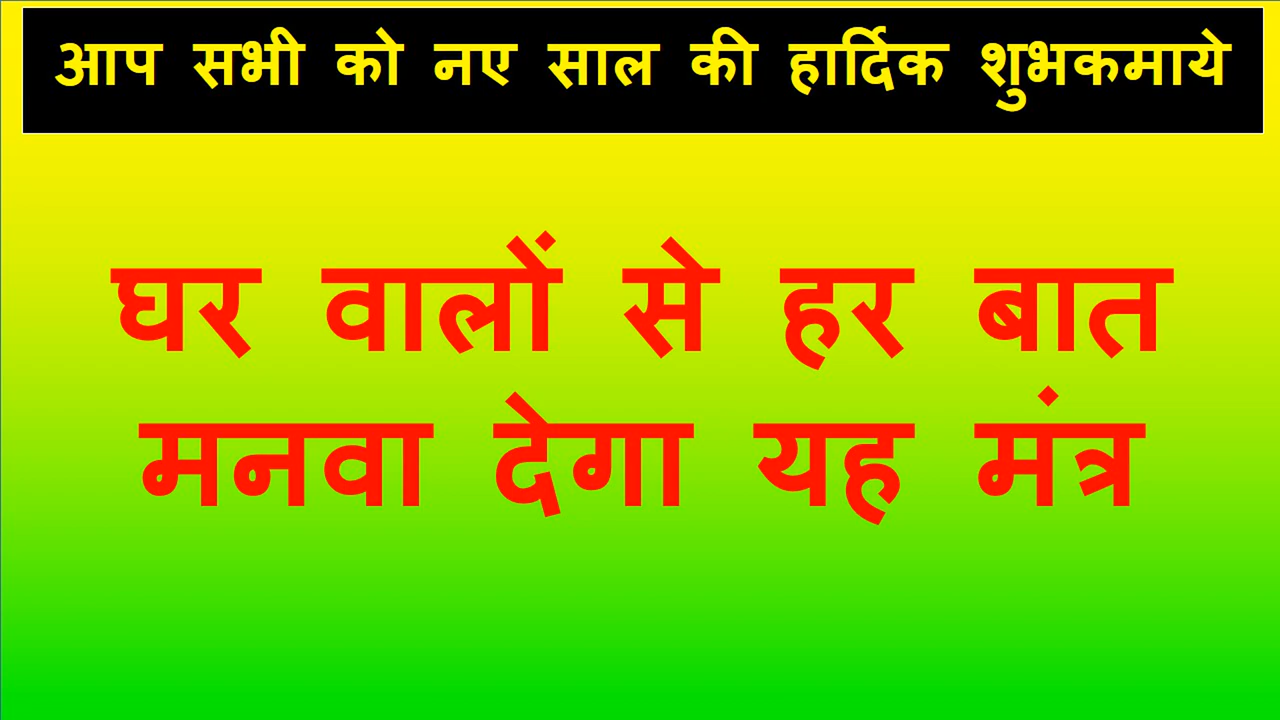 आप सभी को नए साल की हार्दिक शुभकमाये
घर वालों से हर बात
मनवा देगा यह मंत्र